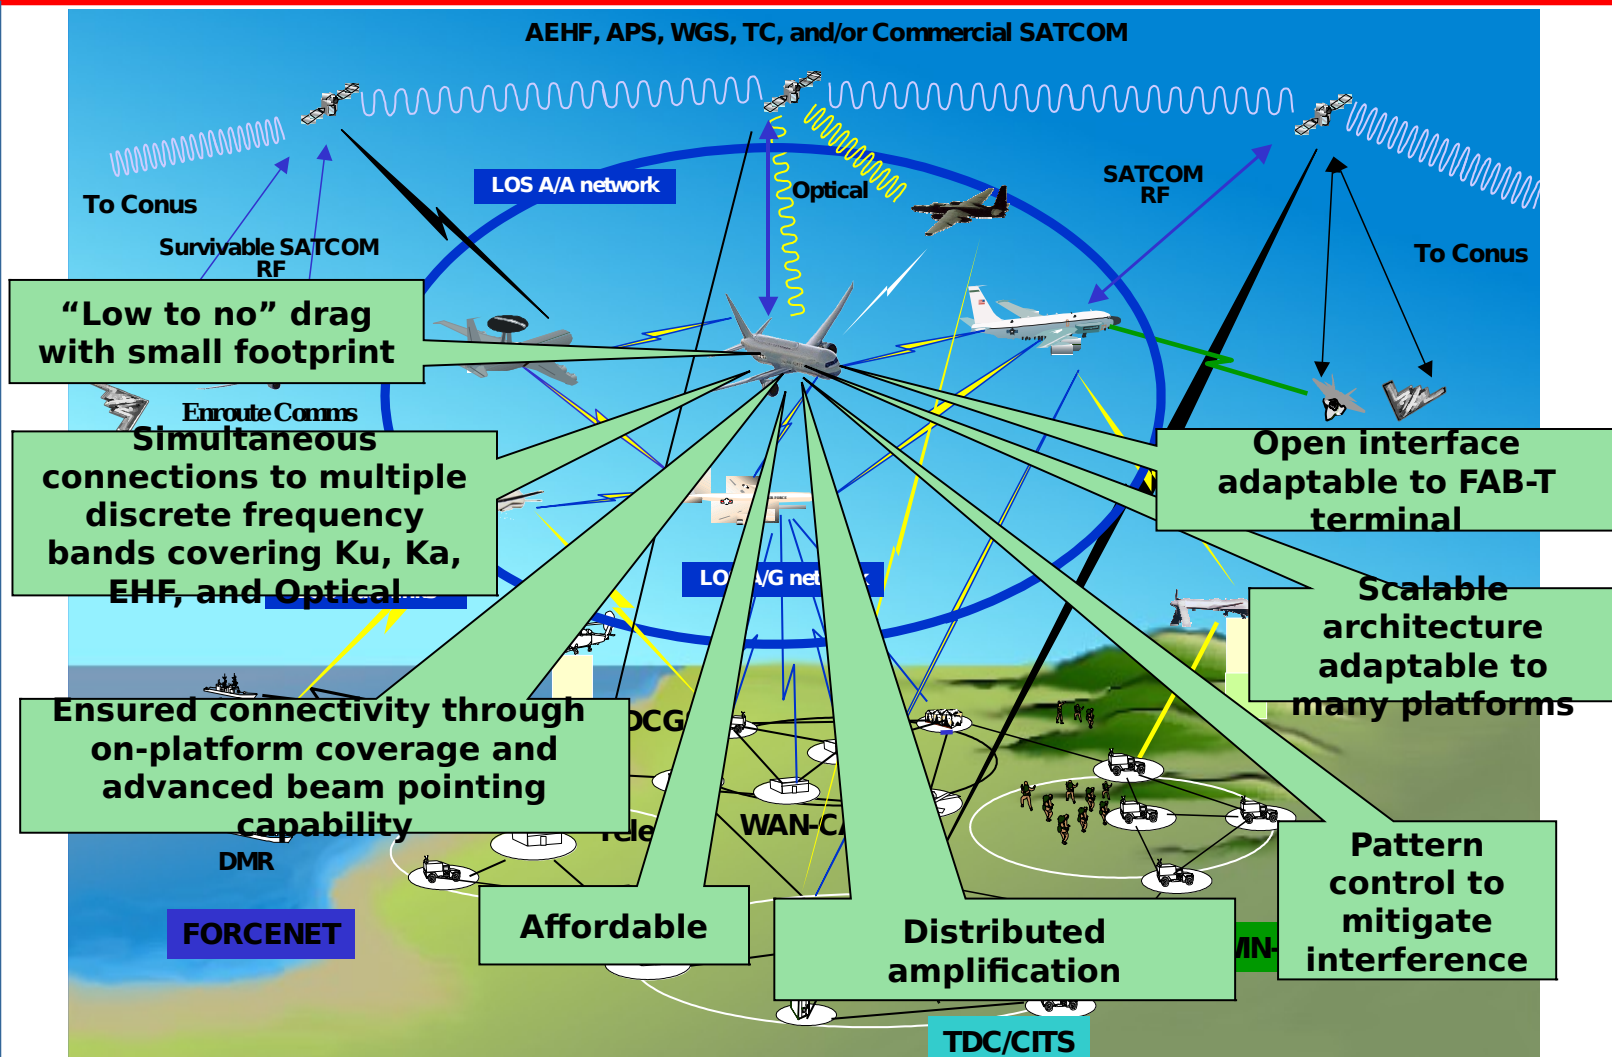 AEHF, APS, WGS, TC, and/or Commercial SATCOM
LOS A/A network
Optical
SATCOM
RF
To Conus
To Conus
Survivable SATCOM
RF
“Low to no” drag
with small footprint
Enroute Comms
Simultaneous
connections to multiple
discrete frequency
bands covering Ku, Ka,
EHF, and Optical
Open interface
adaptable to FAB-T
terminal
LOS A/G network
Scalable
architecture
adaptable to
many platforms
Ensured connectivity through
on-platform coverage and
advanced beam pointing
capability
WAN-
DMR
Pattern
control to
mitigate
interference
FORCENET
Affordable
Distributed
amplification
TDC/CITS